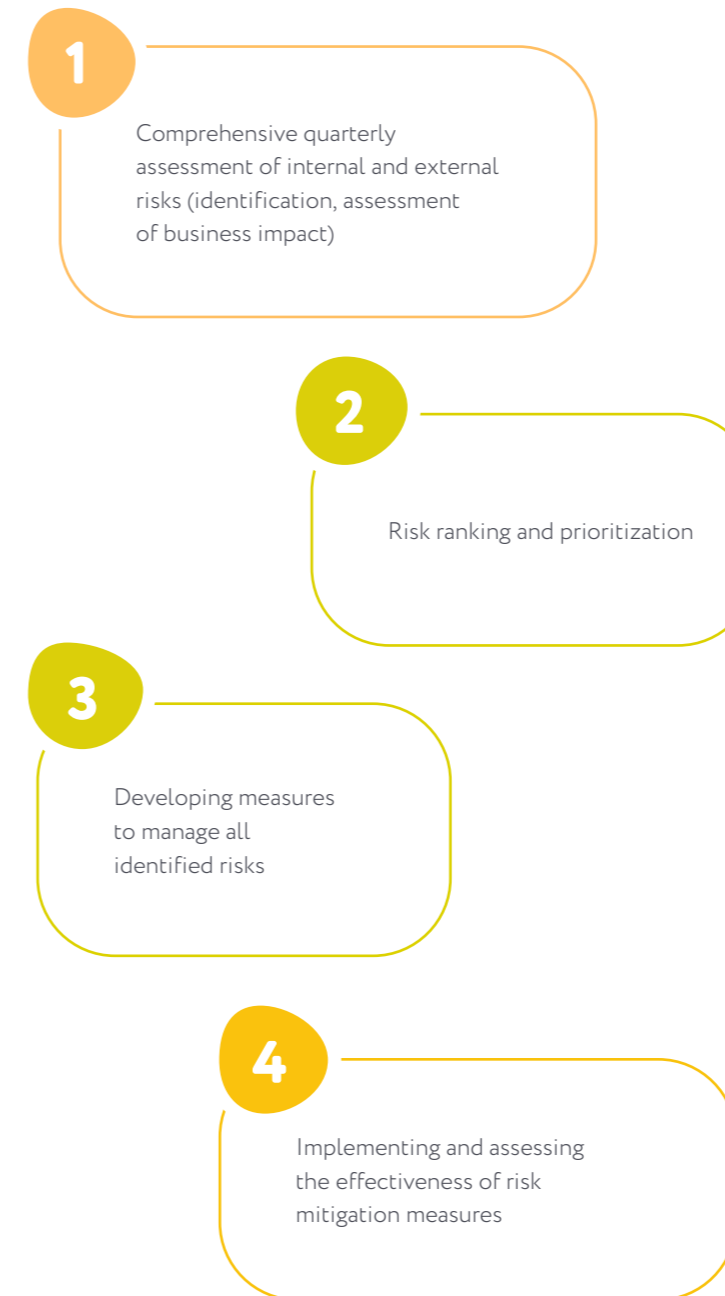 1
Comprehensive quarterly
assessment of internal and external
risks (identification, assessment
of business impact)
2
Risk ranking and prioritization
3
Developing measures
to manage all
identified risks
4
Implementing and assessing
the effectiveness of risk
mitigation measures